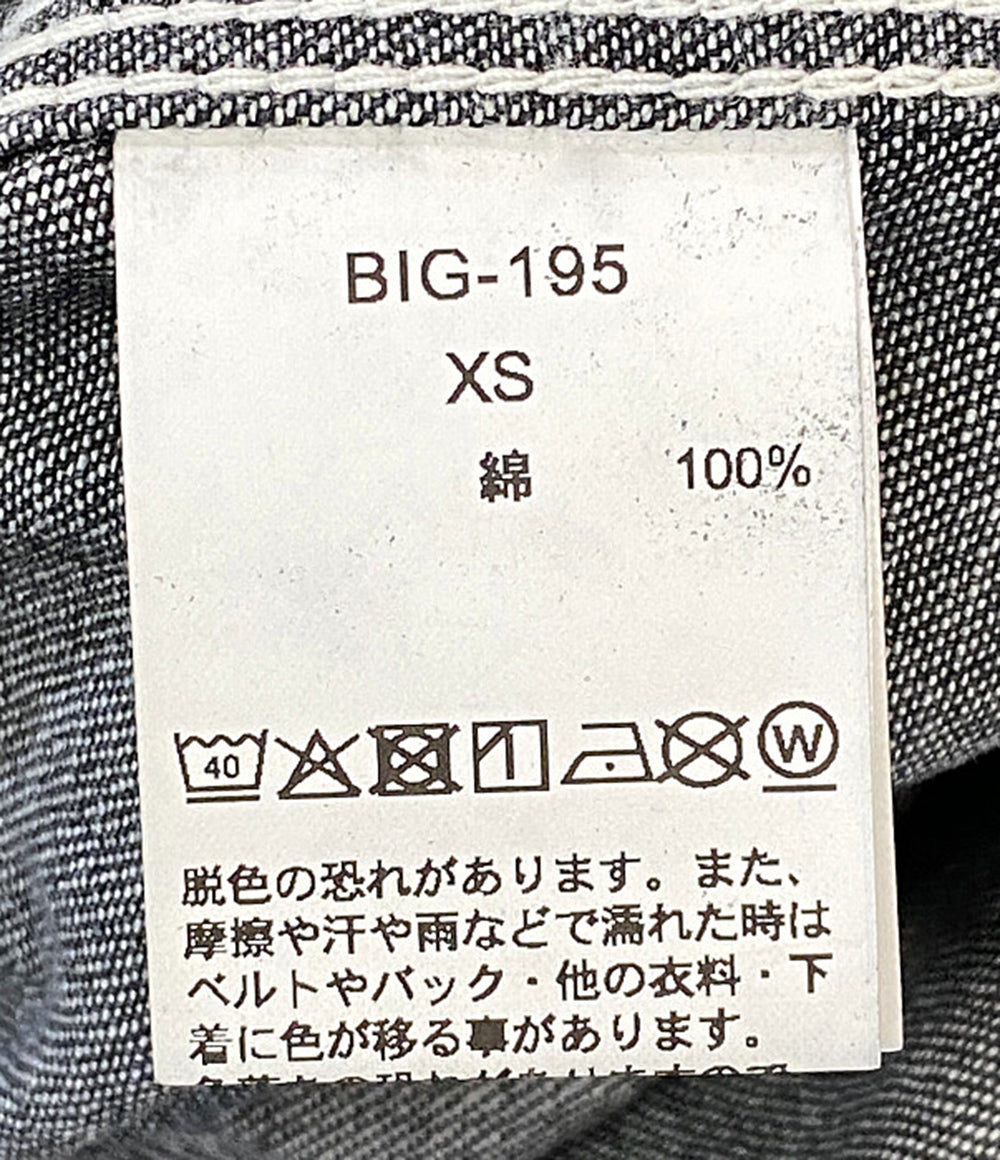 BIG-195
XS
綿 100%
40 W
脱色の恐れがあります。また、
摩擦や汗や雨などで濡れた時は
ベルトやバック・他の衣料・下
着に色が移る事があります。